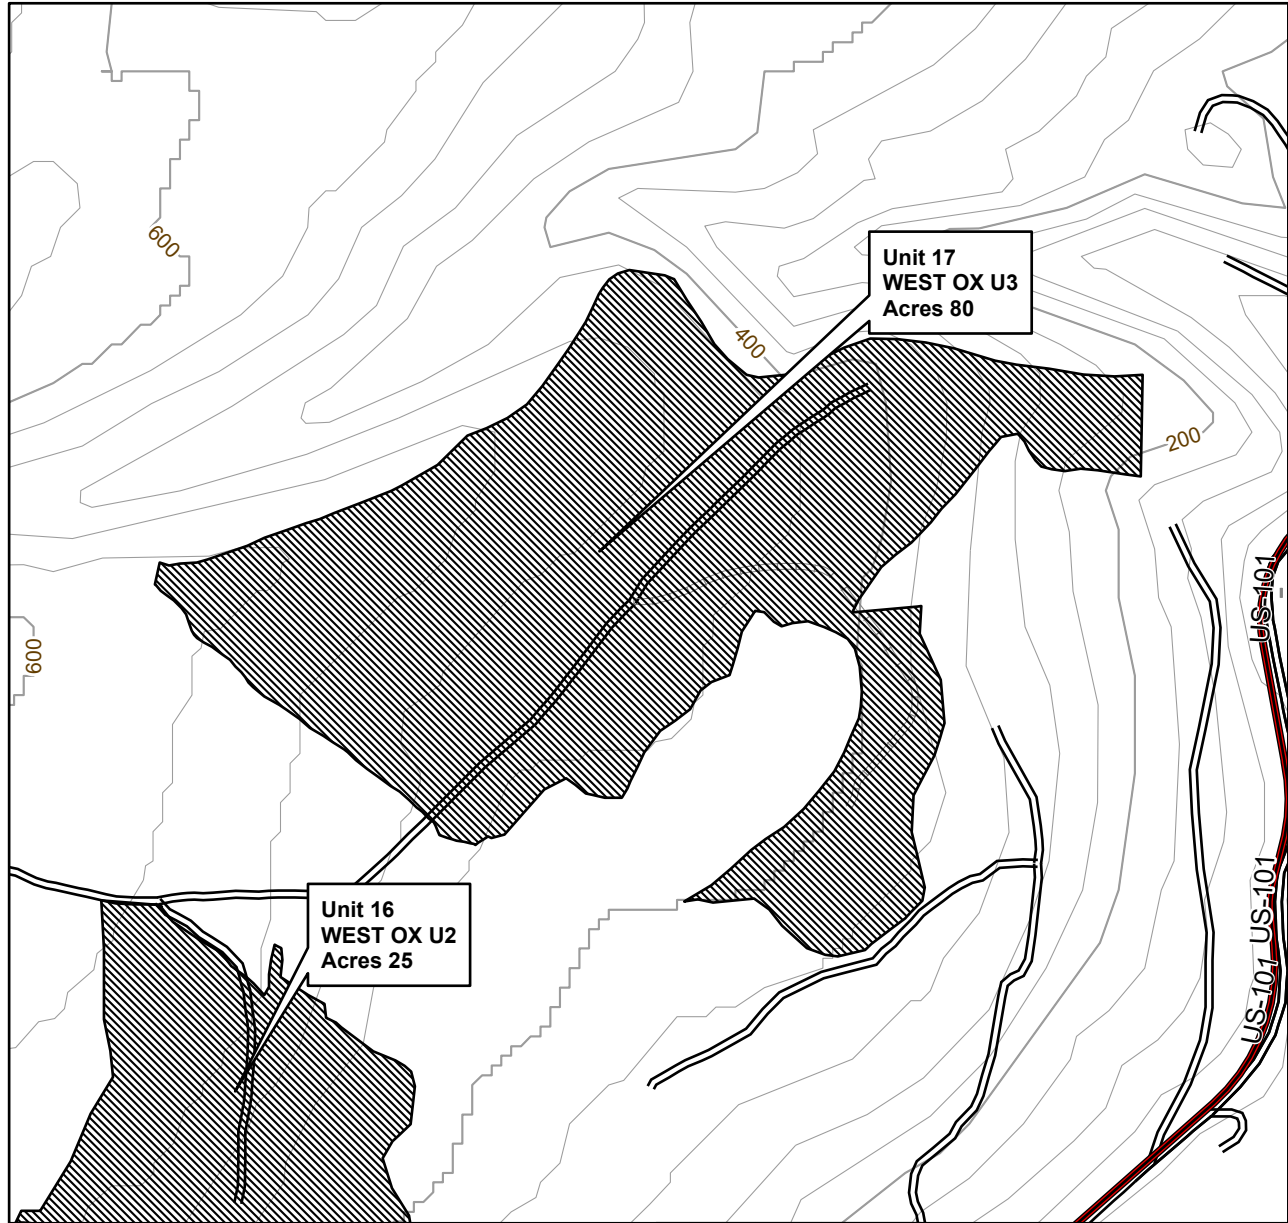 600
Unit 17
WEST OX U3
Acres 80
400
200
US-101
600
Unit 16
WEST OX U2
Acres 25
US-101
US-101